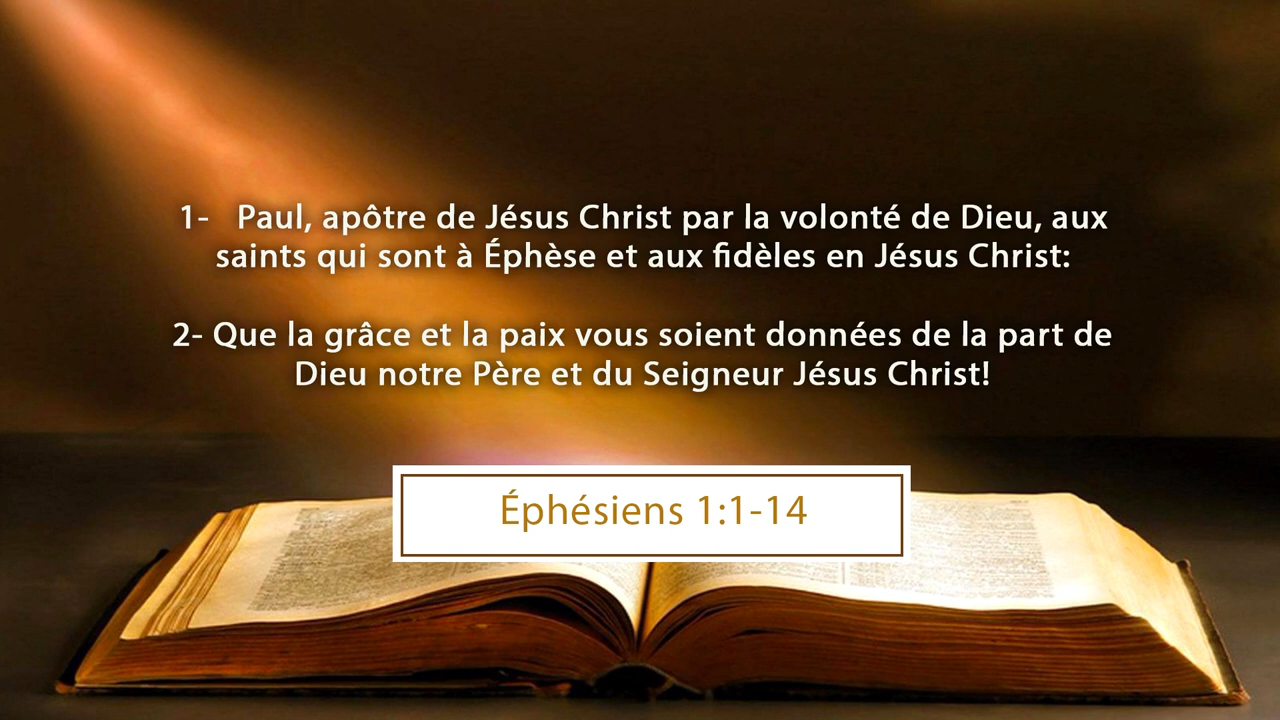 1- Paul, apôtre de Jésus Christ par la volonté de Dieu, aux
saints qui sont à Éphèse et aux fidèles en Jésus Christ:
2- Que la grâce et la paix vous soient données de la part de
Dieu notre Père et du Seigneur Jésus Christ!
Éphésiens 1:1-14